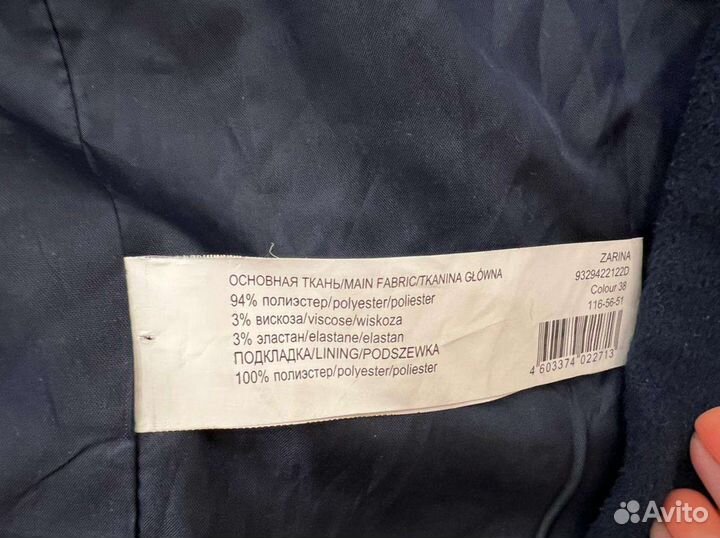 ОСНОВНАЯ ТКАНЬ/MAIN FABRIC/TKANINA GŁÓWNA
94% полиэстер/polyester/poliester
3% вискоза/viscose/wiskoza
3% эластан/elastane/elastan
ПОДКЛАДКА/LINING/PODSZEWKA
100% полиэстер/polyester/poliester
ZARINA
9329422122D
Colour 38
116-56-51
4 603374 022713
Avito